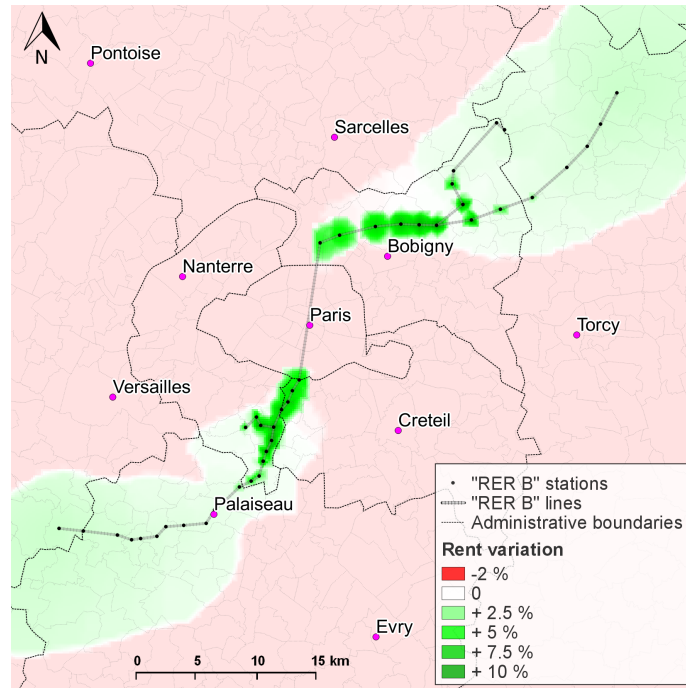 N
Pontoise
Sarcelles
Bobigny
Nanterre
Paris
Torcy
Versailles
Creteil
Palaiseau
Evry
"RER B" stations
"RER B" lines
Administrative boundaries
Rent variation
-2 %
0
+ 2.5 %
+ 5 %
+ 7.5 %
+ 10 %
0 5 10 15 km